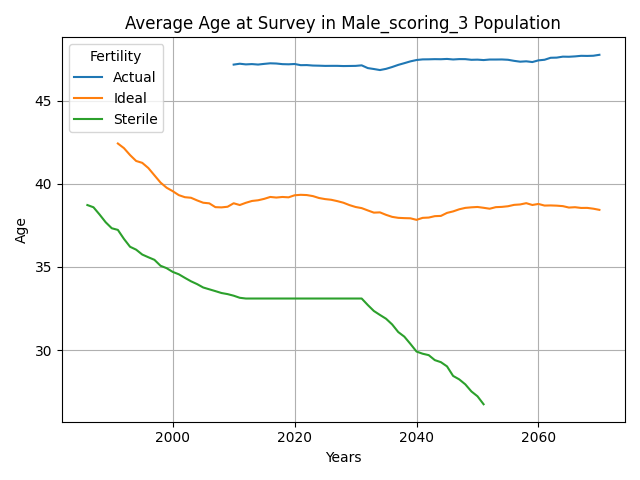 Average Age at Survey in Male_scoring_3 Population
Fertility
Actual
Ideal
Sterile
45
40
35
30
Age
2000
2020
2040
2060
Years